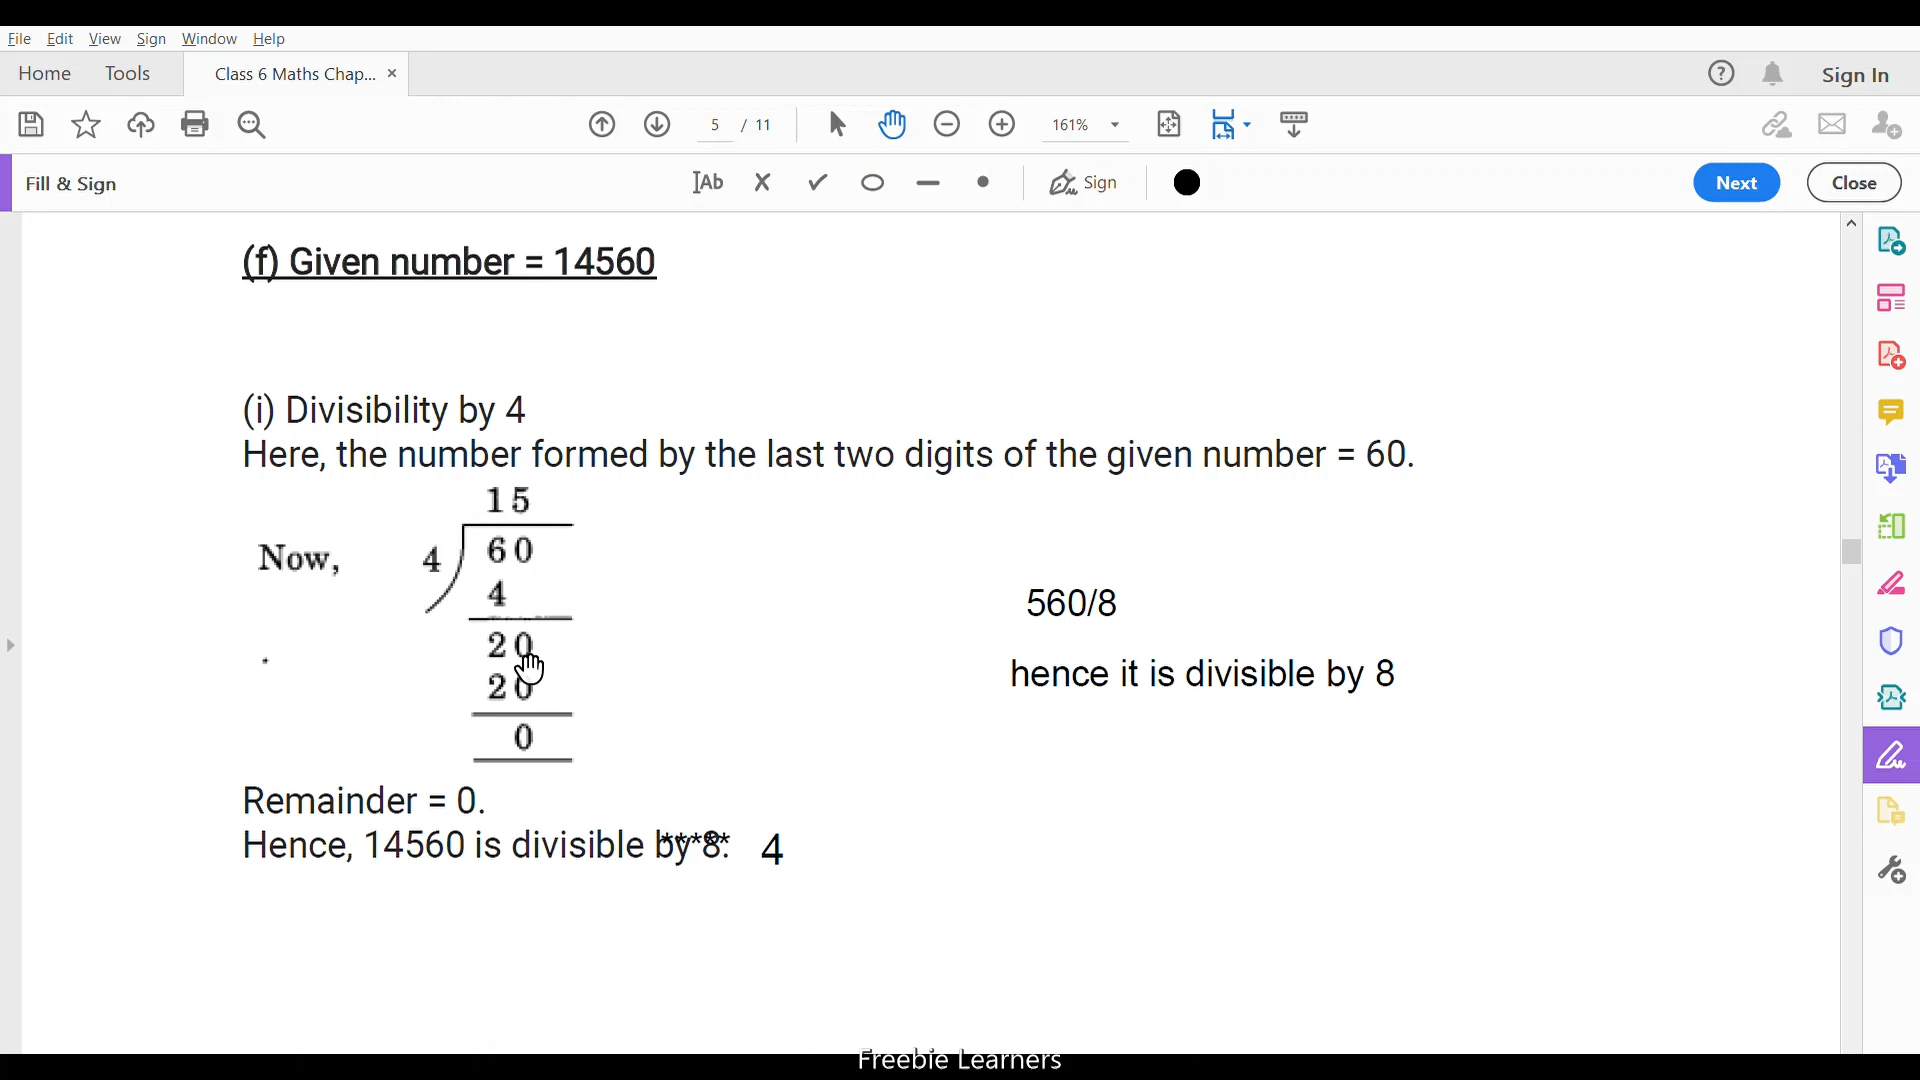 File Edit View Sign Window Help
Home Tools Class 6 Maths Chap... × ? Sign In
5 / 11 161%
Fill & Sign Ab Sign Next Close
(f) Given number = 14560
(i) Divisibility by 4
Here, the number formed by the last two digits of the given number = 60.
15
Now, 4 60
4
20
20
0
560/8
hence it is divisible by 8
Remainder = 0.
Hence, 14560 is divisible by 8. 4
Freebie Learners